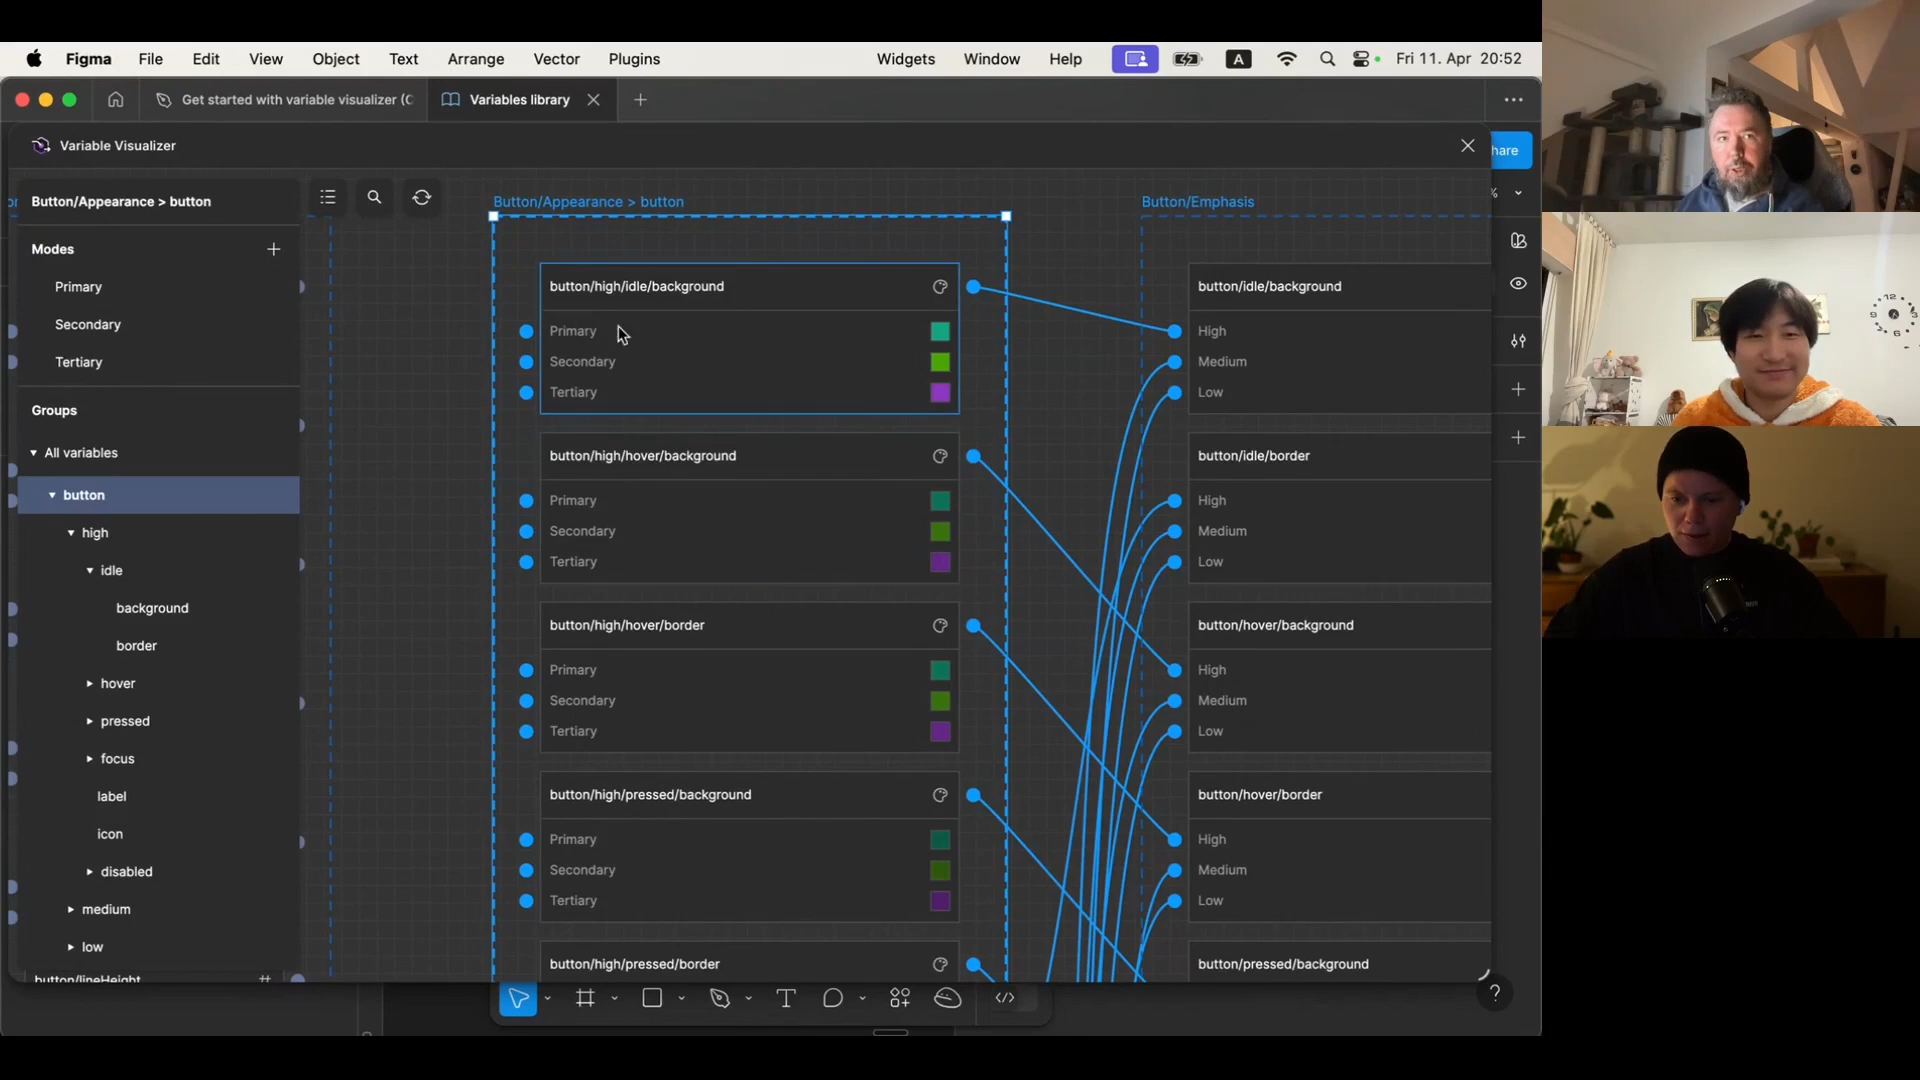 Figma File Edit View Object Text Arrange Vector Plugins Widgets Window Help A Fri 11. Apr 20:52
Get started with variable visualizer (C
Variables library
Variable Visualizer
hare
%
Button/Appearance > button
Modes
Primary
Secondary
Tertiary
Groups
All variables
button
high
idle
background
border
hover
pressed
focus
label
icon
disabled
medium
low
button/lineHeight
Button/Appearance > button
button/high/idle/background
Primary
Secondary
Tertiary
button/high/hover/background
Primary
Secondary
Tertiary
button/high/hover/border
Primary
Secondary
Tertiary
button/high/pressed/background
Primary
Secondary
Tertiary
button/high/pressed/border
Button/Emphasis
button/idle/background
High
Medium
Low
button/idle/border
High
Medium
Low
button/hover/background
High
Medium
Low
button/hover/border
High
Medium
Low
button/pressed/background
?
12
3
6
9